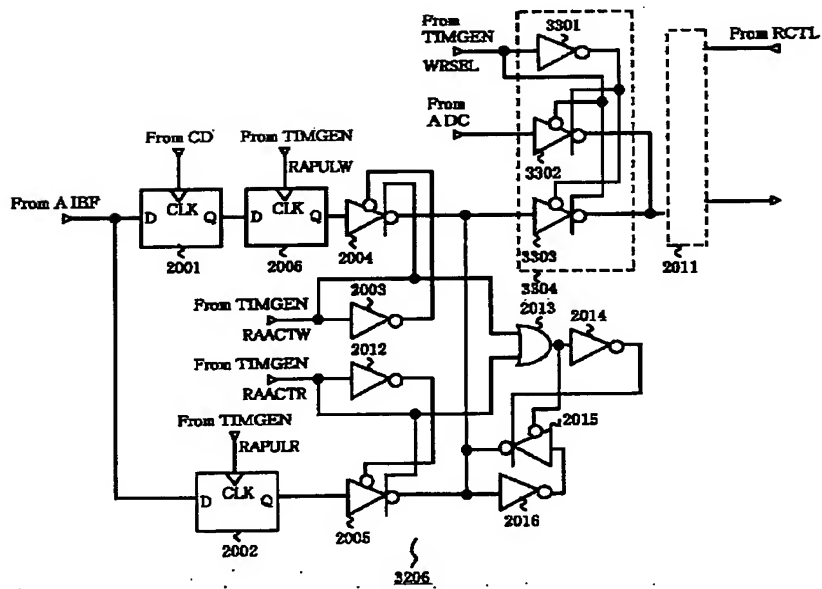 From
TIMGEN
WRSEL
3301
From RCTL
From
ADC
3302
From CD
From TIMGEN
RAPULW
From AIBF
D
CLK
Q
D
CLK
Q
2001
2006
2004
3303
3304
2011
From TIMGEN
2003
RAACTW
2013
2014
From TIMGEN
2012
RAACTR
From TIMGEN
RAPULR
2015
D
CLK
Q
2002
2005
2016
3206